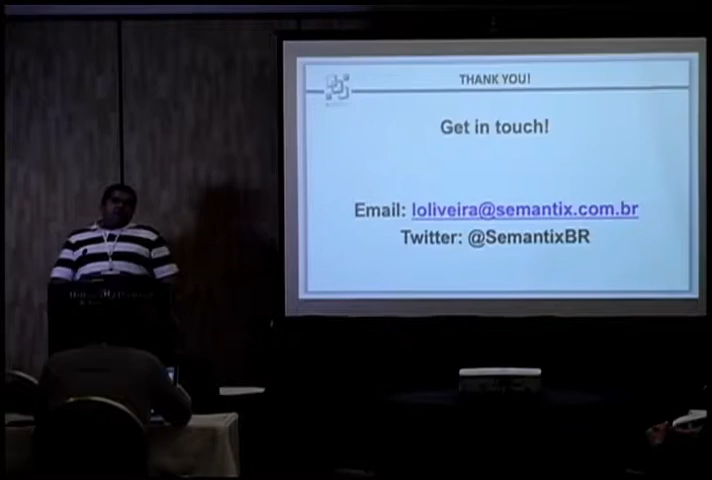 THANK YOU!
Get in touch!
Email: loliveira@semantix.com.br
Twitter: @SemantixBR